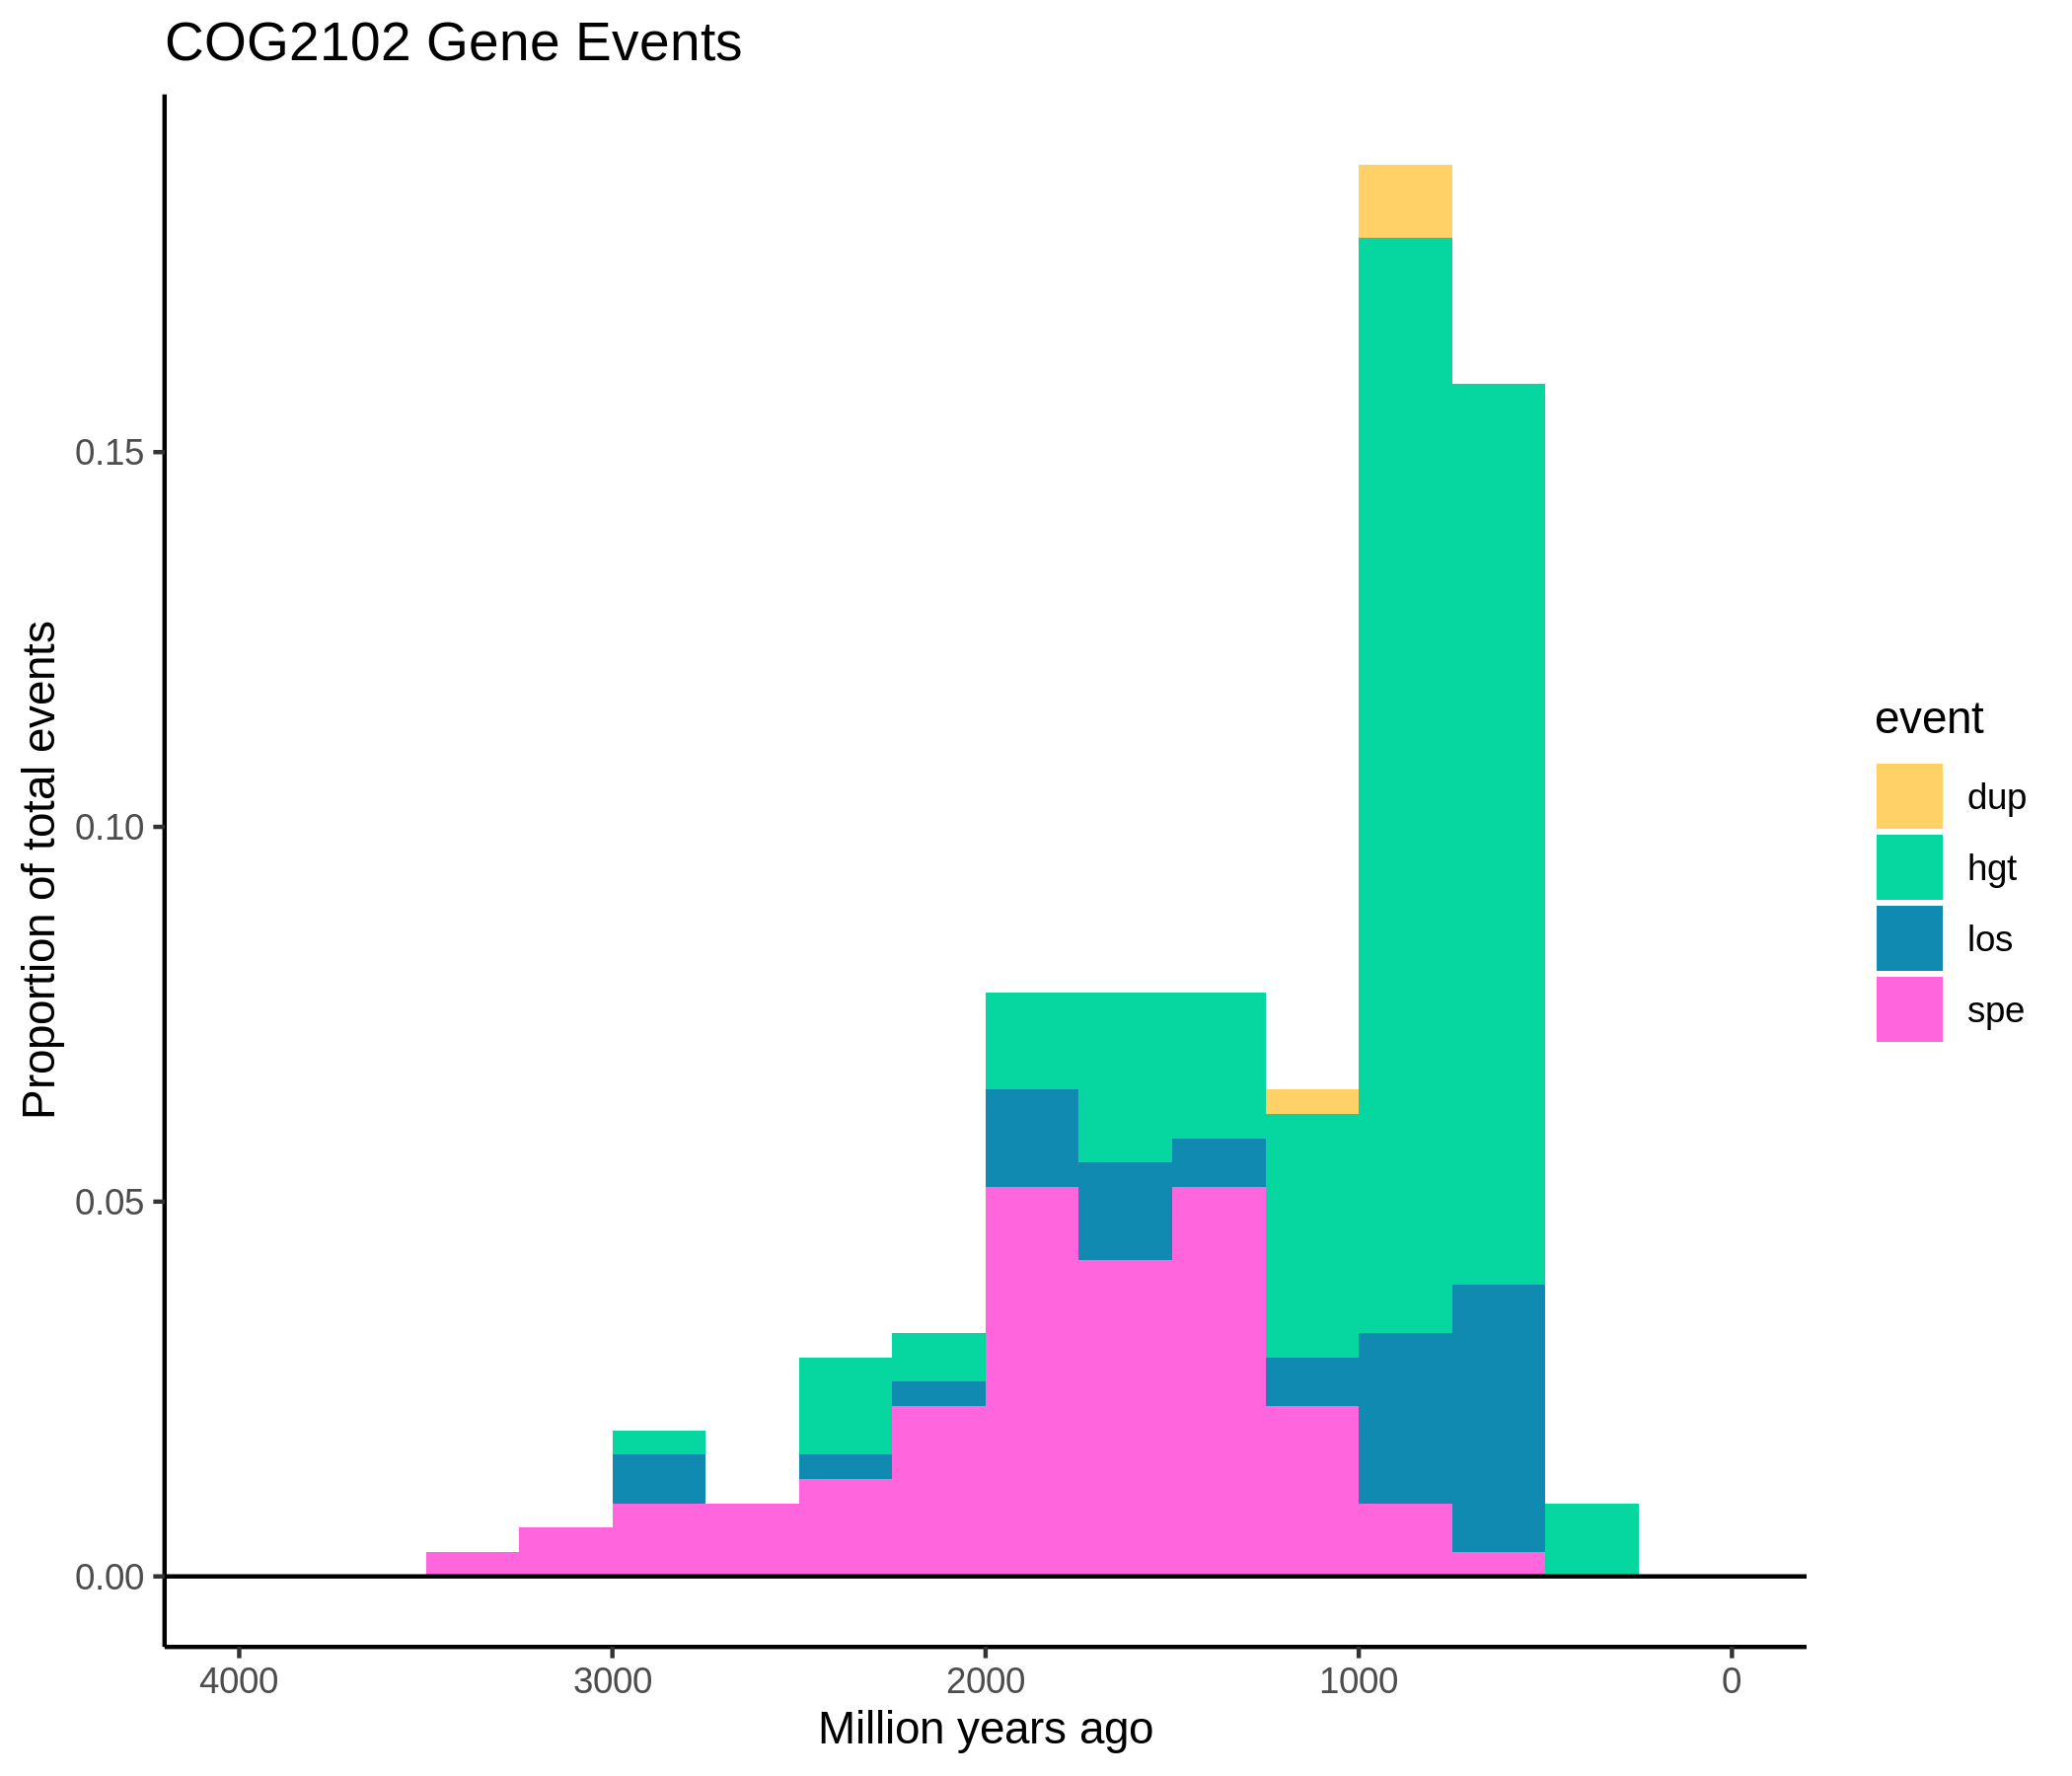 COG2102 Gene Events
Proportion of total events
0.15
0.10
0.05
0.00
4000 3000 2000 1000 0
Million years ago
event
dup
hgt
los
spe